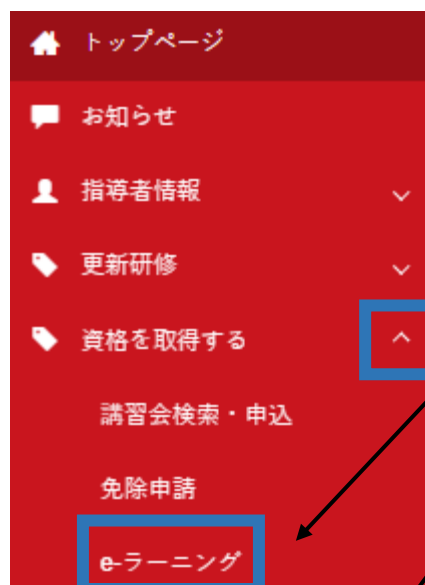 トップページ
お知らせ
指導者情報
更新研修
資格を取得する
講習会検索・申込
免除申請
e-ラーニング